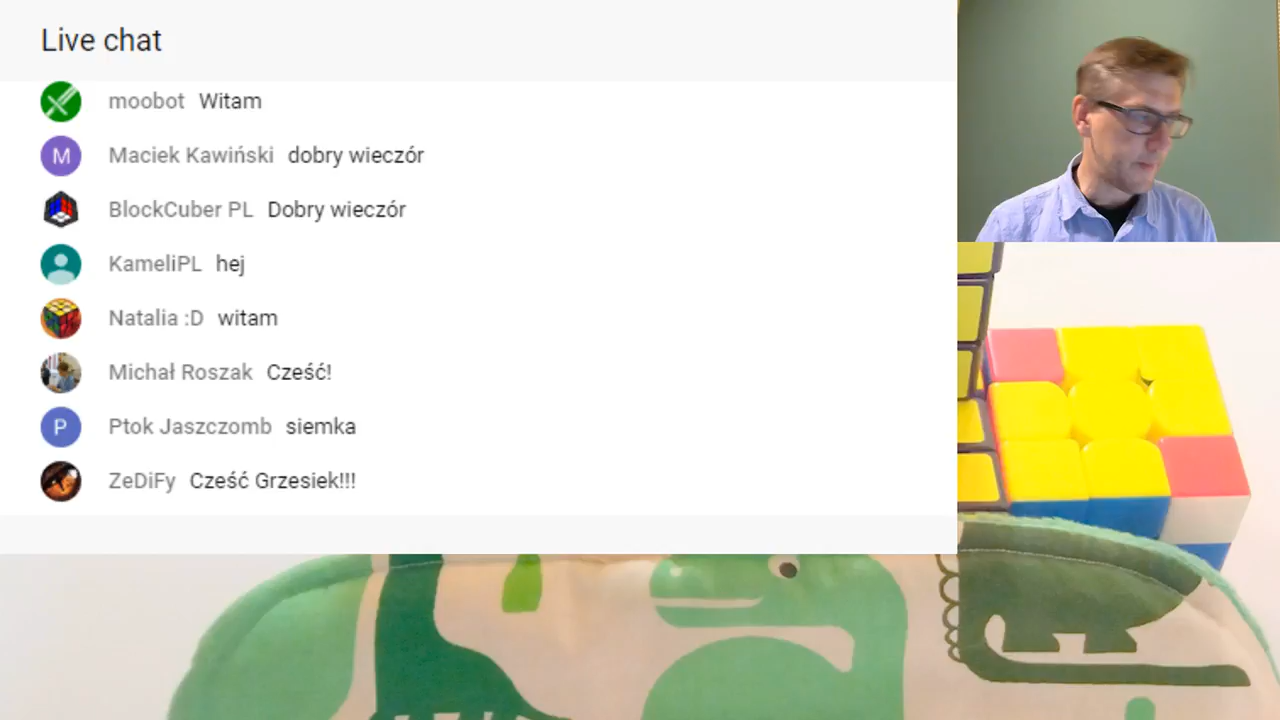 Live chat
moobot Witam
M Maciek Kawiński dobry wieczór
BlockCuber PL Dobry wieczór
KameliPL hej
Natalia :D witam
Michał Roszak Cześć!
P Ptok Jaszczomb siemka
ZeDiFy Cześć Grzesiek!!!